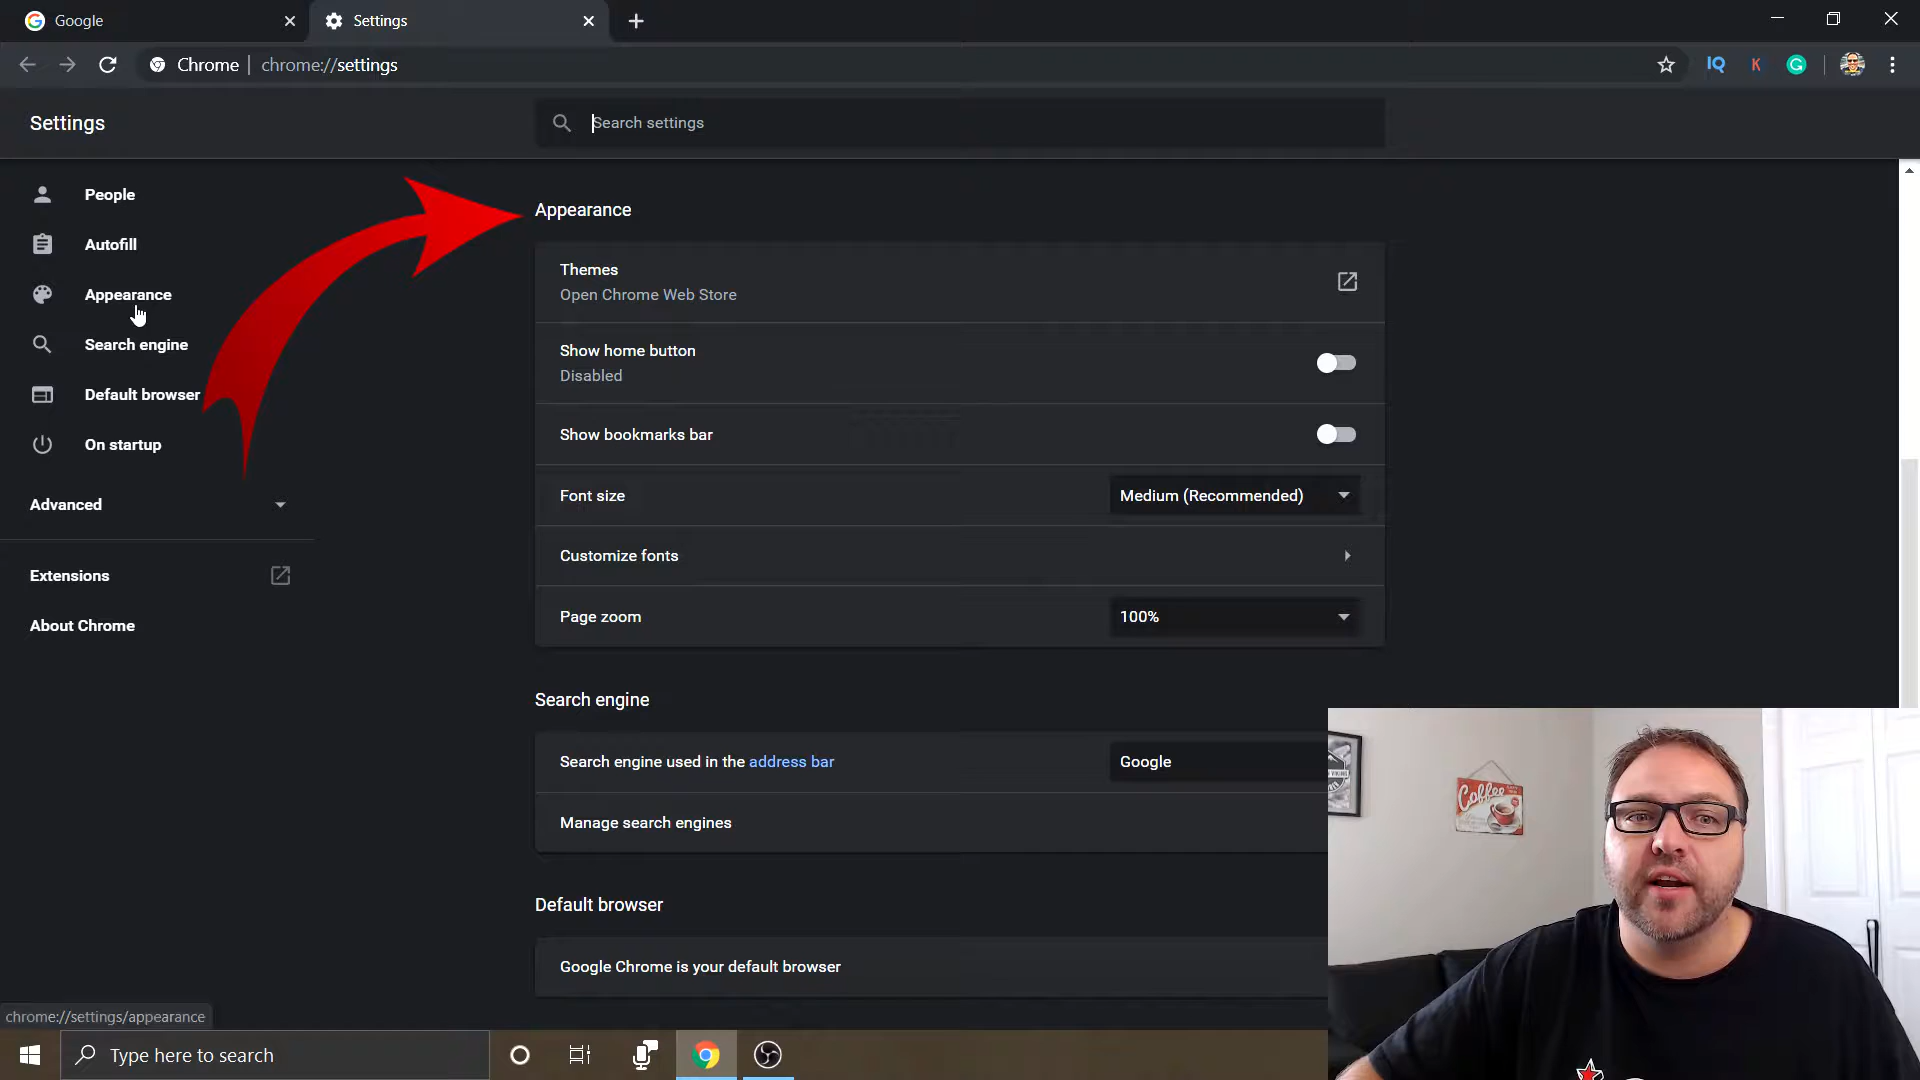 Google
Settings
Chrome | chrome://settings
IQ
K
G
Settings
Search settings
People
Autofill
Appearance
Search engine
Default browser
On startup
Advanced
Extensions
About Chrome
Appearance
Themes
Open Chrome Web Store
Show home button
Disabled
Show bookmarks bar
Font size
Medium (Recommended)
Customize fonts
Page zoom
100%
Search engine
Search engine used in the address bar
Google
Manage search engines
Default browser
Google Chrome is your default browser
Coffee
chrome://settings/appearance
Type here to search